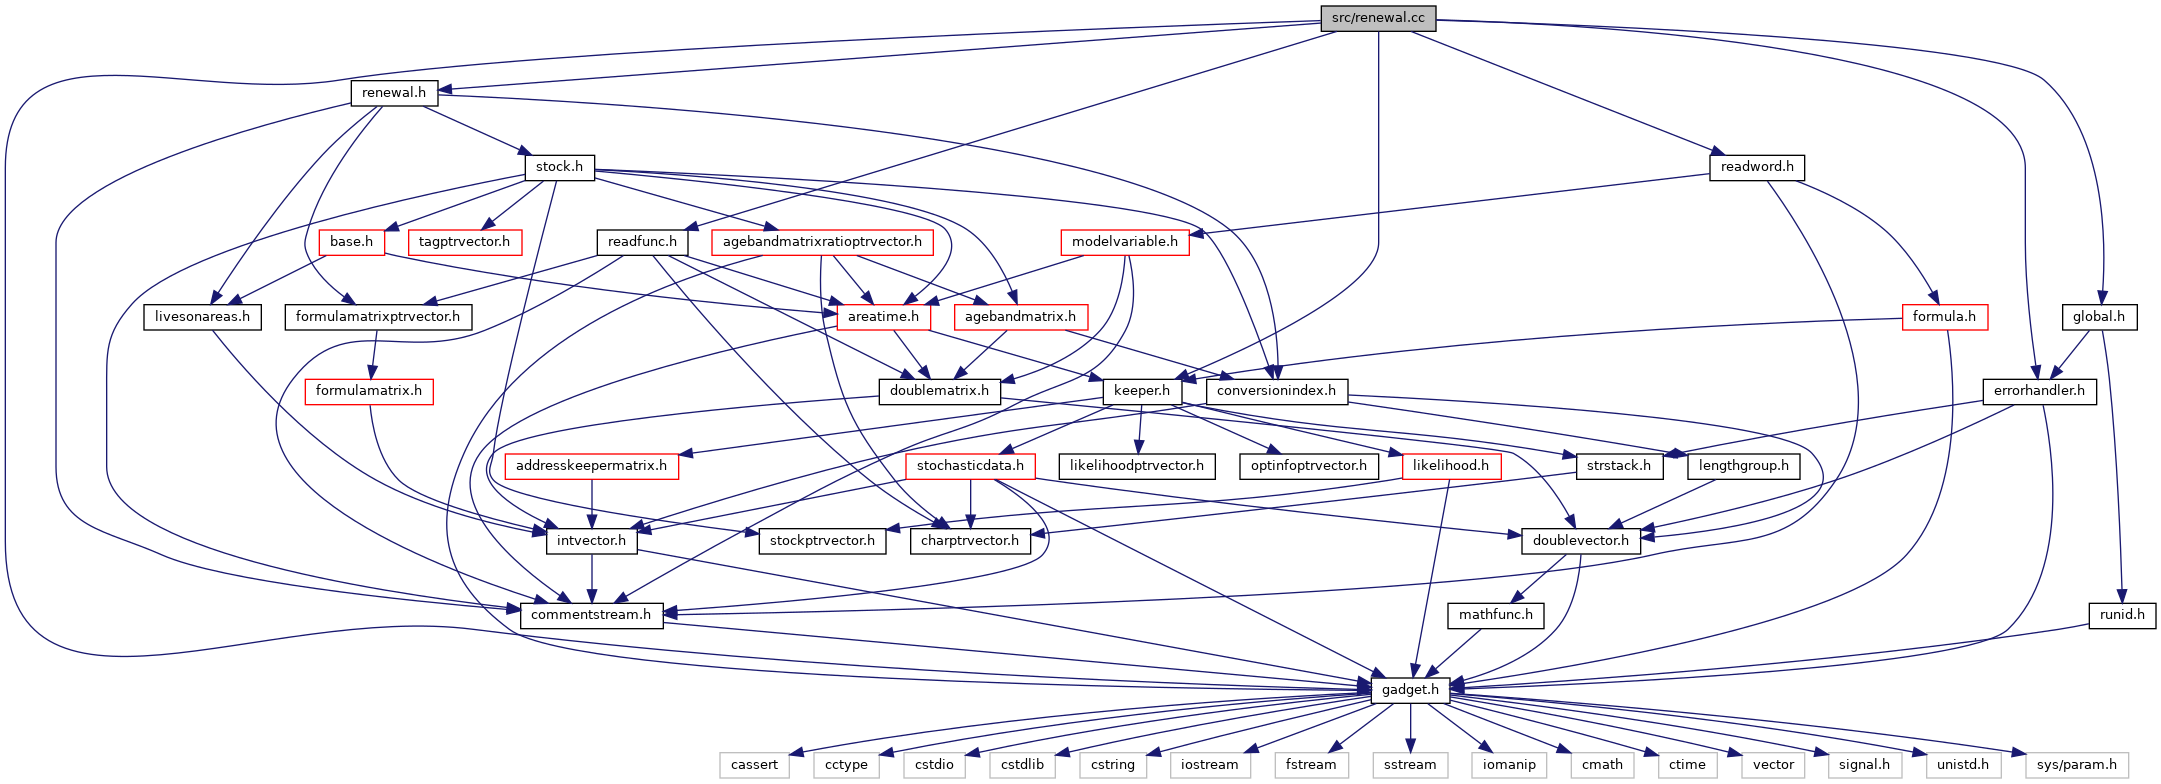 src/renewal.cc
renewal.h
stock.h
readword.h
base.h
tagptrvector.h
readfunc.h
agebandmatrixratioptrvector.h
modelvariable.h
livesonareas.h
formulamatrixptrvector.h
areatime.h
agebandmatrix.h
formula.h
global.h
formulamatrix.h
doublematrix.h
keeper.h
conversionindex.h
errorhandler.h
addresskeepermatrix.h
stochasticdata.h
likelihoodptrvector.h
optinfoptrvector.h
likelihood.h
strstack.h
lengthgroup.h
intvector.h
stockptrvector.h
charptrvector.h
doublevector.h
commentstream.h
mathfunc.h
runid.h
gadget.h
cassert
cctype
cstdio
cstdlib
cstring
iostream
fstream
sstream
iomanip
cmath
ctime
vector
signal.h
unistd.h
sys/param.h